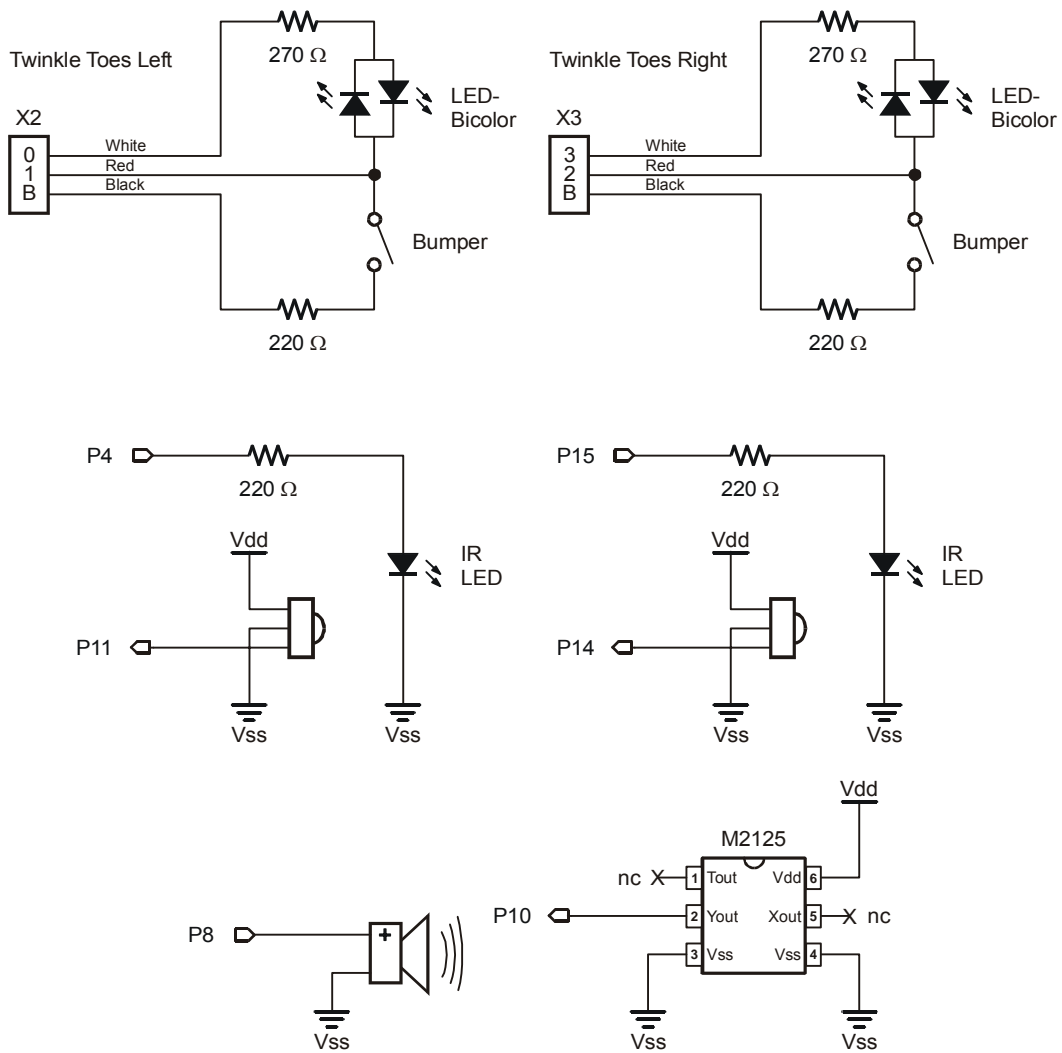 270 Ω
Twinkle Toes Left
LED-
Bicolor
X2
0
White
1
Red
B
Black
Bumper
220 Ω
270 Ω
Twinkle Toes Right
LED-
Bicolor
X3
3
White
2
Red
B
Black
Bumper
220 Ω
P4
220 Ω
Vdd
IR
LED
P11
Vss
Vss
P15
220 Ω
Vdd
IR
LED
P14
Vss
Vss
P8
+
Vss
Vdd
M2125
nc X
1 Tout
Vdd 6
P10
2 Yout
Xout 5
X nc
3 Vss
Vss 4
Vss
Vss